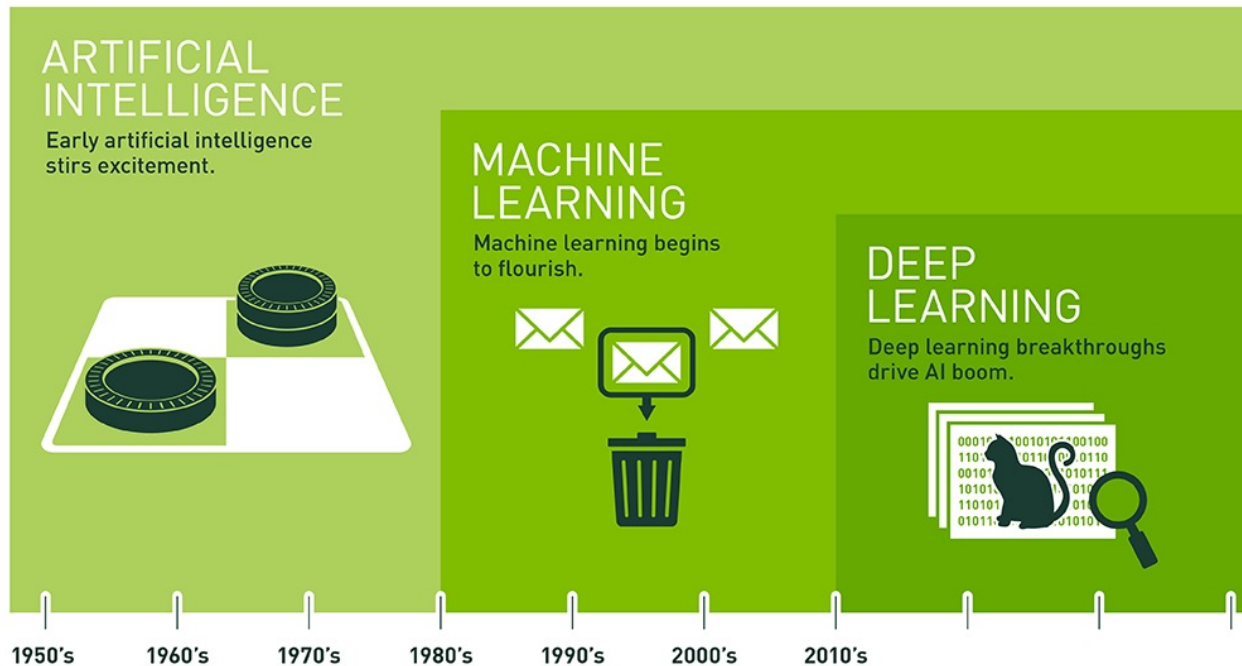 ARTIFICIAL
INTELLIGENCE
Early artificial intelligence
stirs excitement.
MACHINE
LEARNING
Machine learning begins
to flourish.
DEEP
LEARNING
Deep learning breakthroughs
drive AI boom.
1950's
1960's
1970's
1980's
1990's
2000's
2010's